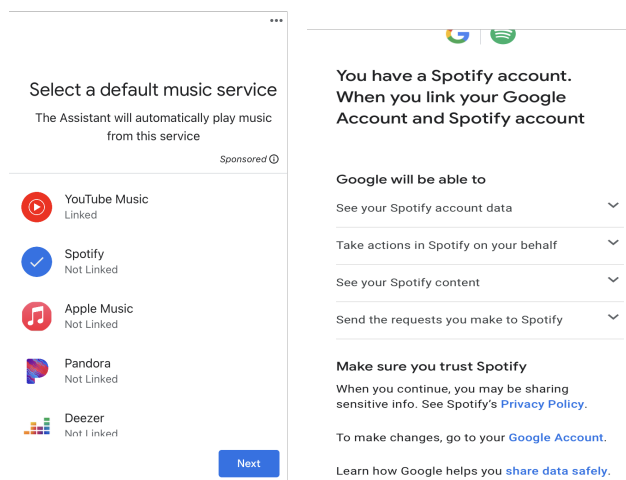 Select a default music service
The Assistant will automatically play music
from this service
Sponsored
YouTube Music
Linked
Spotify
Not Linked
Apple Music
Not Linked
Pandora
Not Linked
Deezer
Not Linked
Next
You have a Spotify account.
When you link your Google
Account and Spotify account
Google will be able to
See your Spotify account data
Take actions in Spotify on your behalf
See your Spotify content
Send the requests you make to Spotify
Make sure you trust Spotify
When you continue, you may be sharing
sensitive info. See Spotify's Privacy Policy.
To make changes, go to your Google Account.
Learn how Google helps you share data safely.